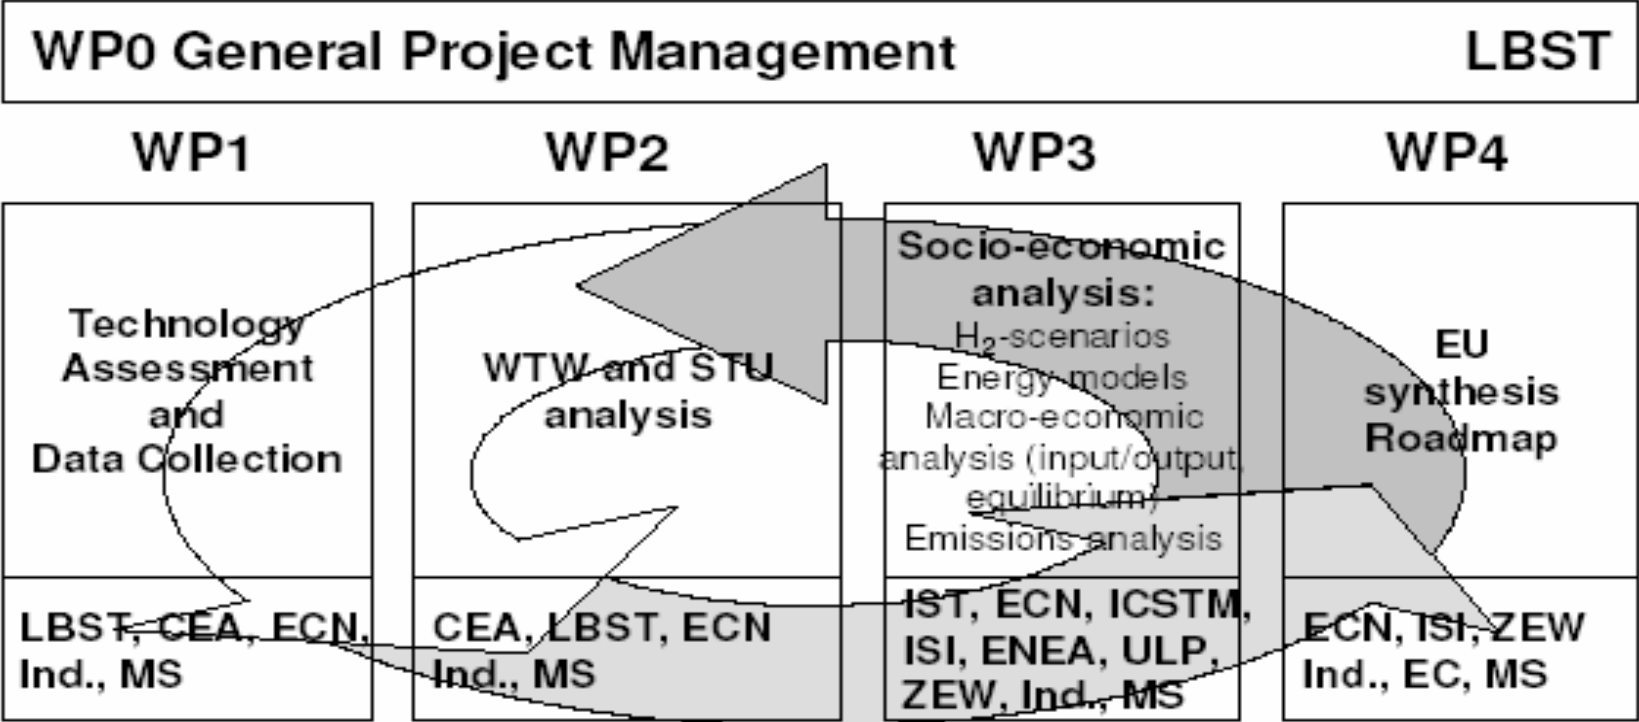 WP0 General Project Management LBST
WP1
WP2
WP3
WP4
Technology
Assessment
and
Data Collection
LBST, CEA, ECN,
Ind., MS
WTW and STU
analysis
CEA, LBST, ECN
Ind., MS
Socio-economic
analysis:
H₂-scenarios
Energy models
Macro-economic
analysis (input/output,
equilibrium)
Emissions analysis
IST, ECN, ICSTM,
ISI, ENEA, ULP,
ZEW, Ind., MS
EU
synthesis
Roadmap
ECN, ISI, ZEW
Ind., EC, MS